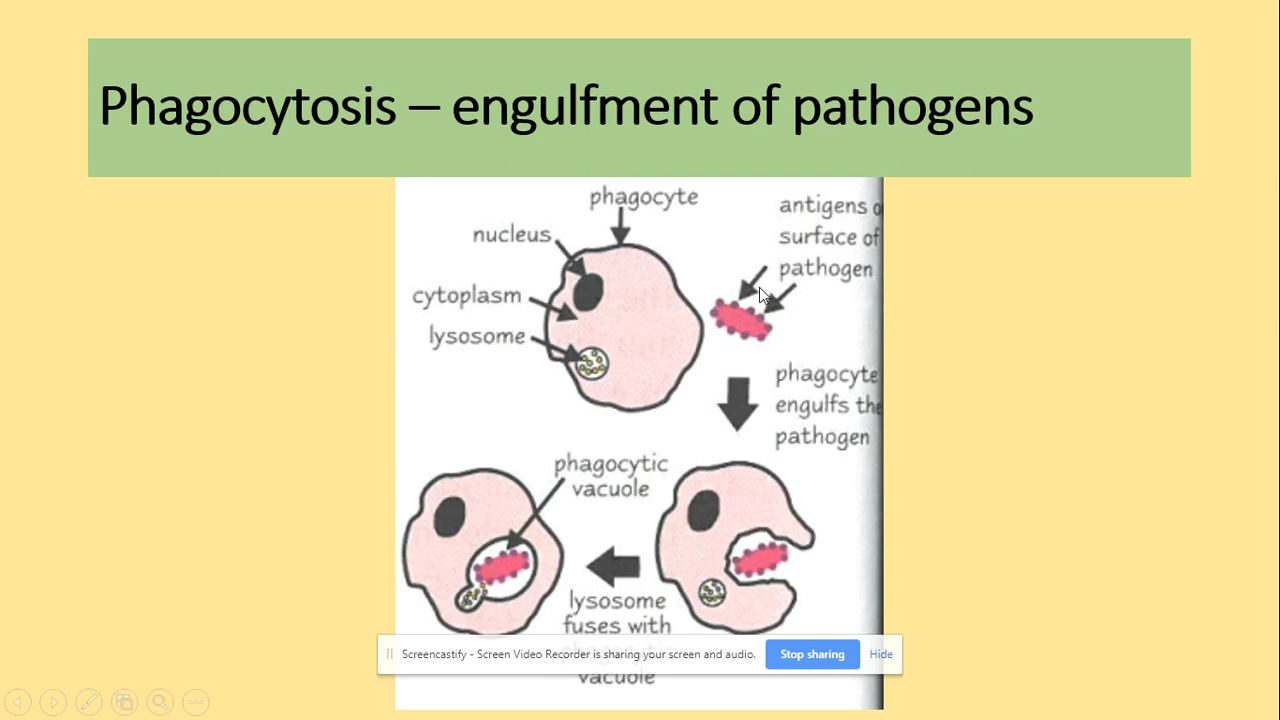 Phagocytosis – engulfment of pathogens
phagocyte
nucleus
cytoplasm
lysosome
antigens
surface of
pathogen
phagocyte
engulfs the
pathogen
phagocytic
vacuole
lysosome
fuses with
vacuole
Screencastify - Screen Video Recorder is sharing your screen and audio.
Stop sharing
Hide